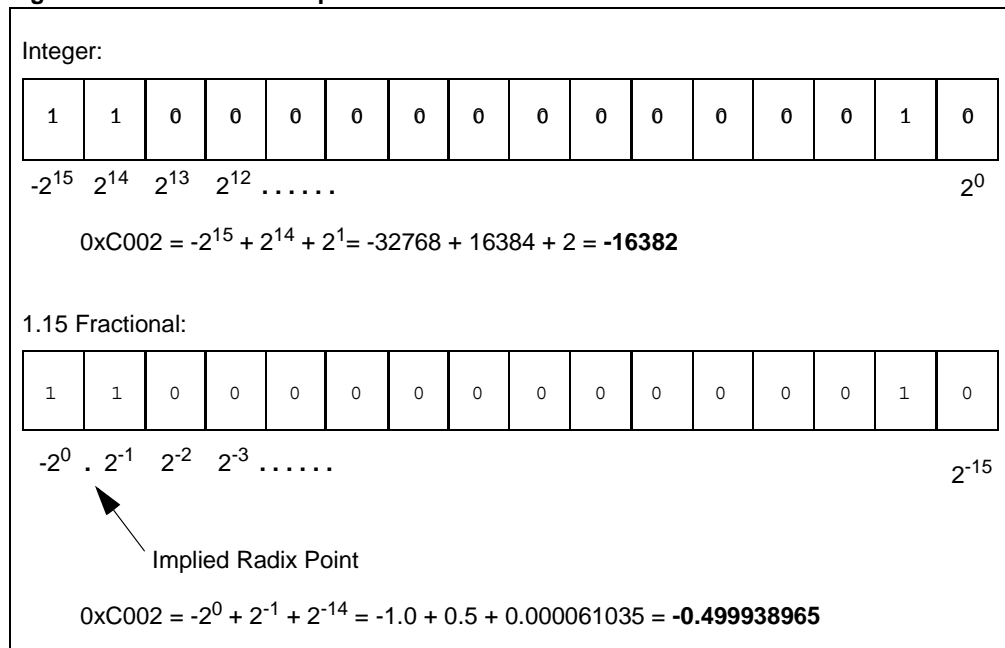 Integer:
1 1 0 0 0 0 0 0 0 0 0 0 0 0 1 0
-2^15 2^14 2^13 2^12 . . . . . . 2^0
0xC002 = -2^15 + 2^14 + 2^1= -32768 + 16384 + 2 = -16382
1.15 Fractional:
1 1 0 0 0 0 0 0 0 0 0 0 0 0 1 0
-2^0 . 2^-1 2^-2 2^-3 . . . . . . 2^-15
Implied Radix Point
0xC002 = -2^0 + 2^-1 + 2^-14 = -1.0 + 0.5 + 0.000061035 = -0.499938965